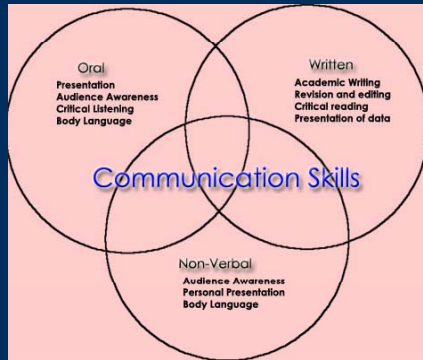 Oral
Presentation
Audience Awareness
Critical Listening
Body Language
Written
Academic Writing
Revision and editing
Critical reading
Presentation of data
Communication Skills
Non-Verbal
Audience Awareness
Personal Presentation
Body Language